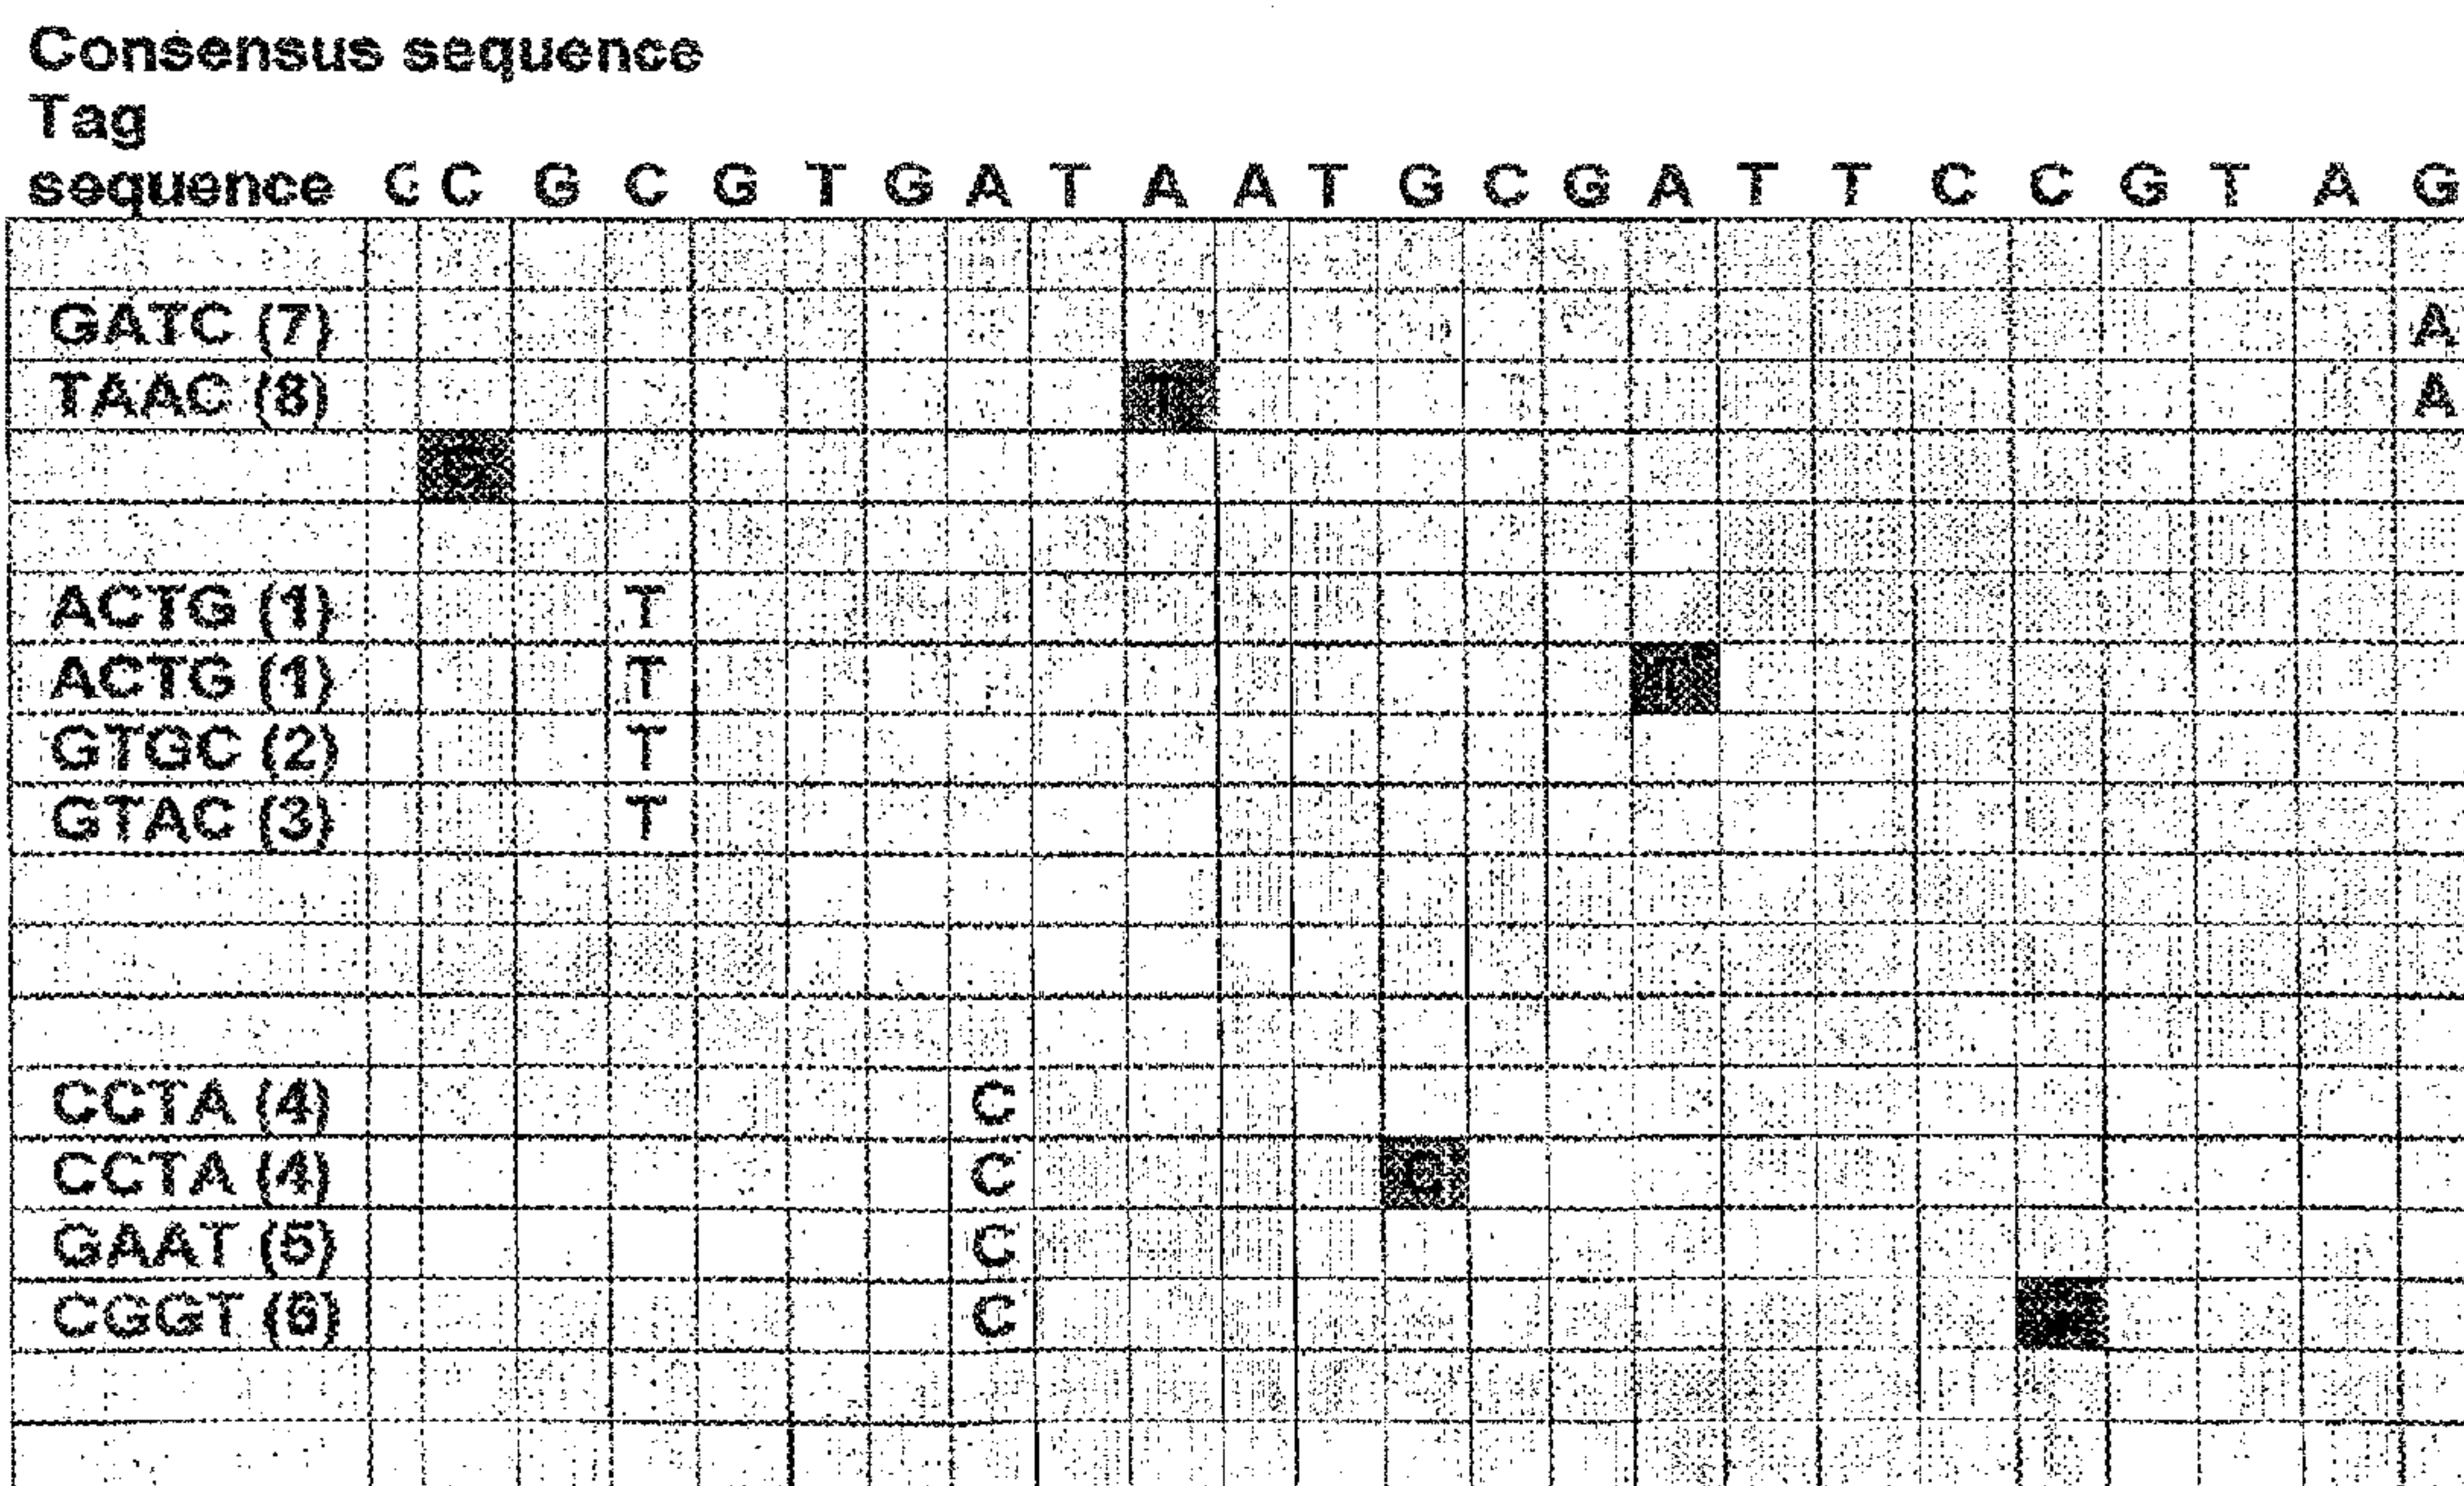 Consensus sequence
Tag
sequence C C G C G T G A T A A T G C G A T T C C G T A G
GATC (7) A
TAAC (8) T A
ACTG (1) T
ACTG (1) T
GTGC (2) T
GTAC (3) T
CCTA (4) C
CCTA (4) C C
GAAT (5) C
CGGT (6) C